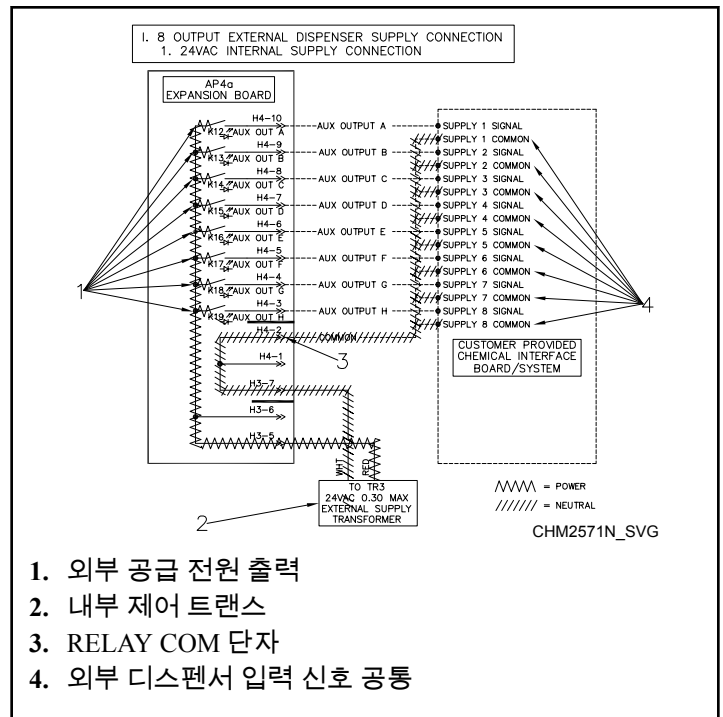 I. 8 OUTPUT EXTERNAL DISPENSER SUPPLY CONNECTION
1. 24VAC INTERNAL SUPPLY CONNECTION
AP4a
EXPANSION BOARD
H4-10
K12 AUX OUT A
AUX OUTPUT A
SUPPLY 1 SIGNAL
SUPPLY 1 COMMON
H4-9
K13 AUX OUT B
AUX OUTPUT B
SUPPLY 2 SIGNAL
SUPPLY 2 COMMON
H4-8
K14 AUX OUT C
AUX OUTPUT C
SUPPLY 3 SIGNAL
SUPPLY 3 COMMON
H4-7
K15 AUX OUT D
AUX OUTPUT D
SUPPLY 4 SIGNAL
SUPPLY 4 COMMON
H4-6
K16 AUX OUT E
AUX OUTPUT E
SUPPLY 5 SIGNAL
SUPPLY 5 COMMON
H4-5
K17 AUX OUT F
AUX OUTPUT F
SUPPLY 6 SIGNAL
SUPPLY 6 COMMON
H4-4
K18 AUX OUT G
AUX OUTPUT G
SUPPLY 7 SIGNAL
SUPPLY 7 COMMON
H4-3
K19 AUX OUT H
AUX OUTPUT H
SUPPLY 8 SIGNAL
SUPPLY 8 COMMON
1
4
H4-2
COMMON
3
H4-1
H3-7
H3-6
H3-5
CUSTOMER PROVIDED
CHEMICAL INTERFACE
BOARD/SYSTEM
WHT
RED
TO TR3
24VAC 0.30 MAX
EXTERNAL SUPPLY
TRANSFORMER
2
= POWER
= NEUTRAL
CHM2571N_SVG
1. 외부 공급 전원 출력
2. 내부 제어 트랜스
3. RELAY COM 단자
4. 외부 디스펜서 입력 신호 공통